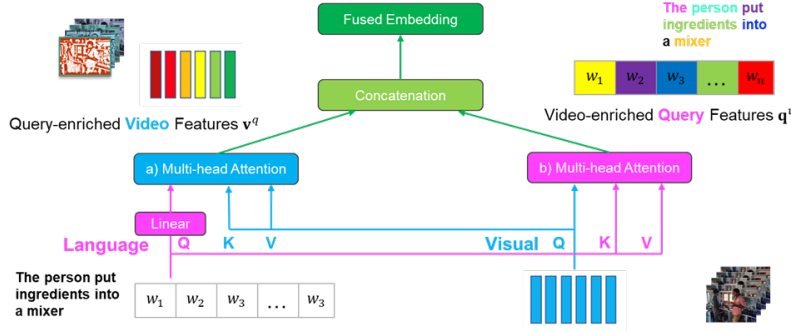 Fused Embedding
The person put
ingredients into
a mixer
w₁ w₂ w₃ ... wₙ
Concatenation
Query-enriched Video Features v^q
Video-enriched Query Features q
a) Multi-head Attention
b) Multi-head Attention
Linear
Language Q K V Visual Q K V
The person put
ingredients into
a mixer
w₁ w₂ w₃ ... w₃